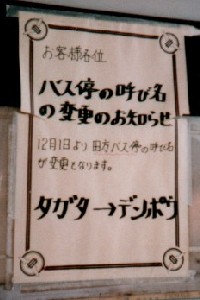 お客様各位
バス停の呼び名
の変更のお知らせ
12月1日より田方バス停の呼び名
が変更となります。
タガタ→デンポウ